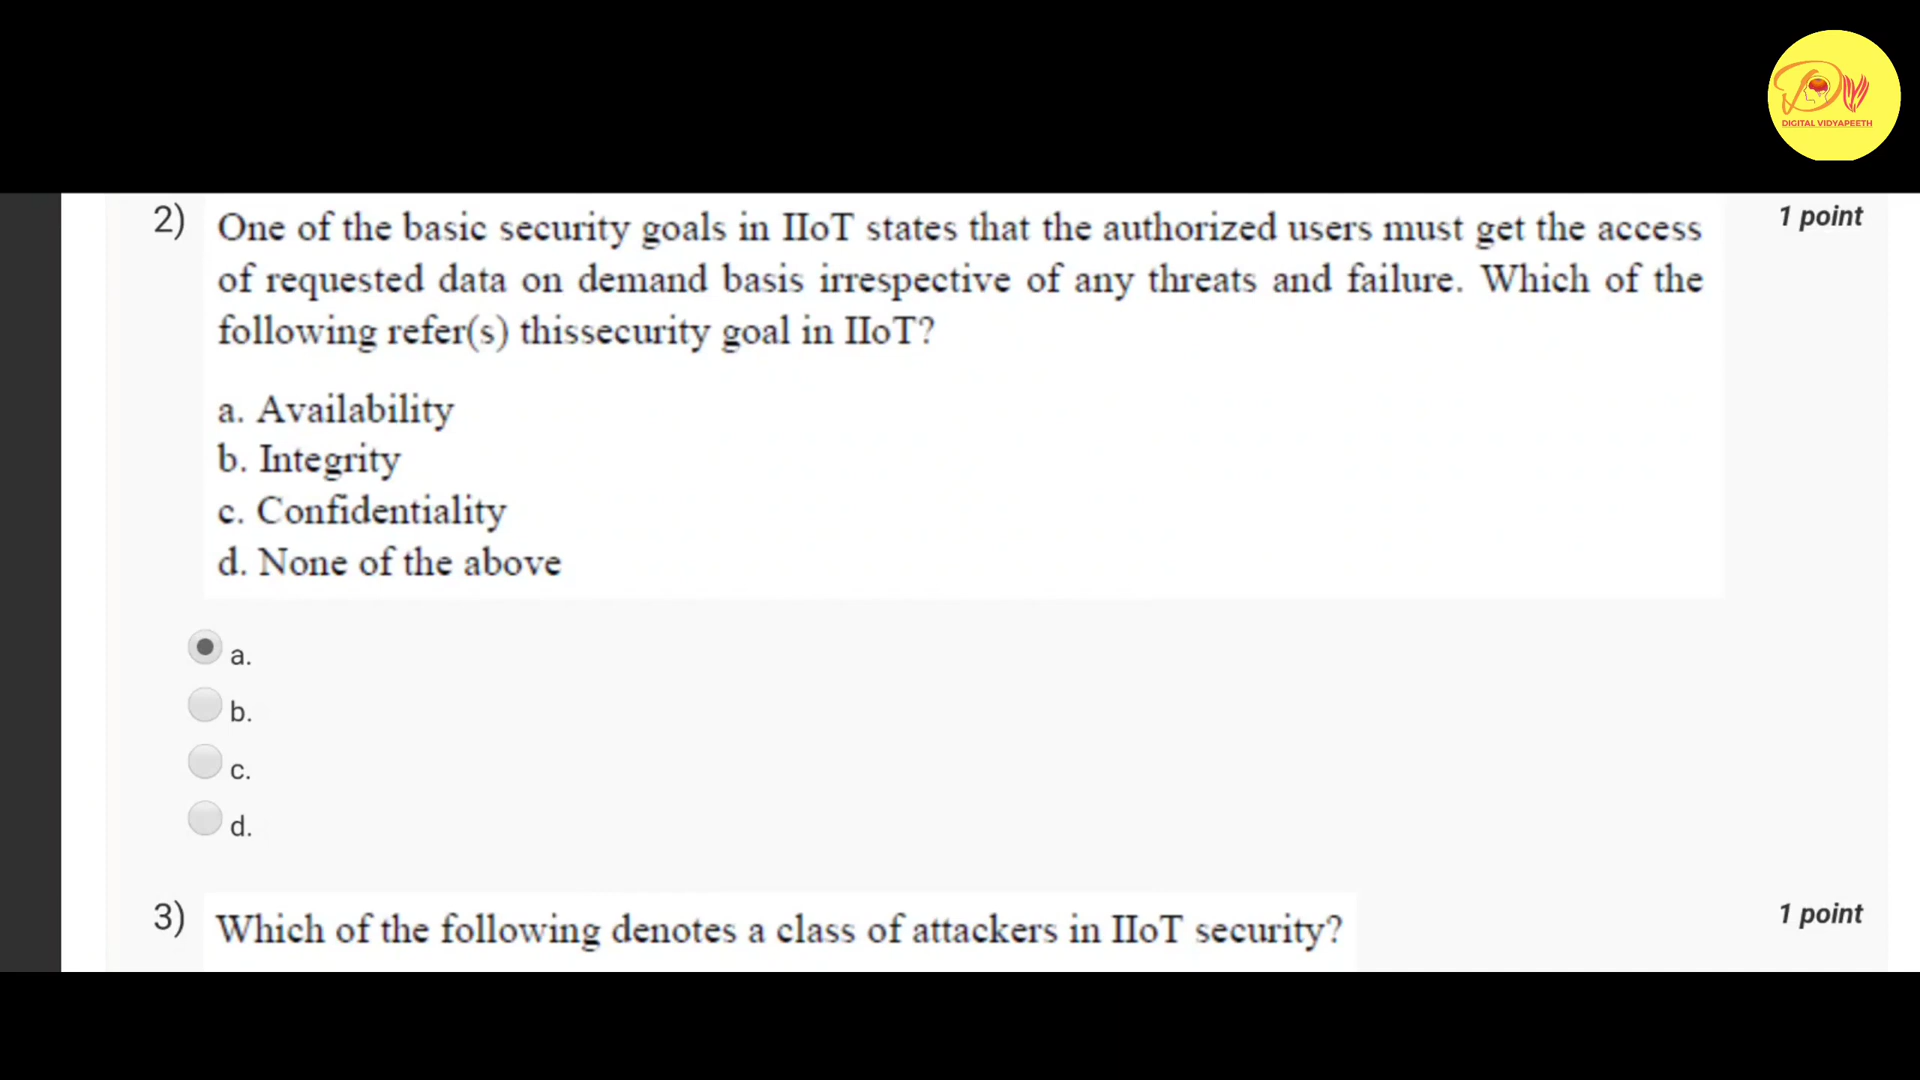 DIGITAL VIDYAPEETH
2) One of the basic security goals in IIoT states that the authorized users must get the access 1 point
of requested data on demand basis irrespective of any threats and failure. Which of the
following refer(s) thissecurity goal in IIoT?
a. Availability
b. Integrity
c. Confidentiality
d. None of the above
a.
b.
c.
d.
3) Which of the following denotes a class of attackers in IIoT security? 1 point